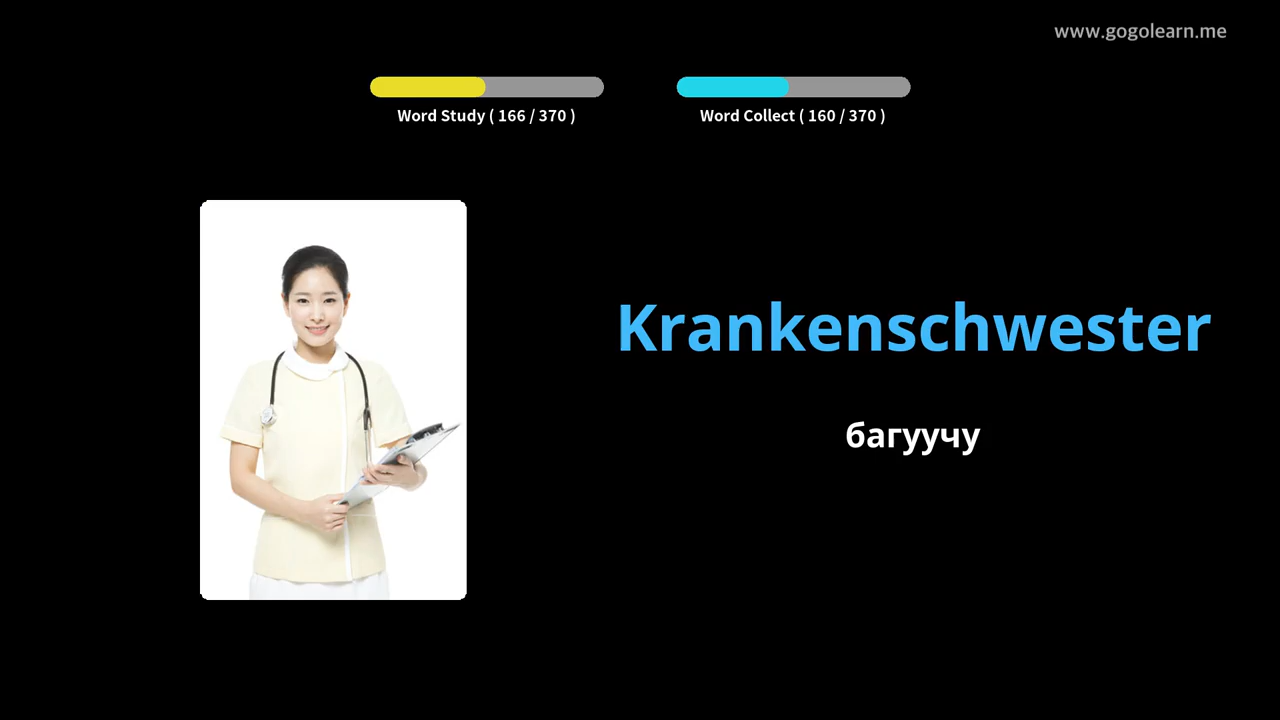 www.gogolearn.me
Word Study ( 166 / 370 )
Word Collect ( 160 / 370 )
Krankenschwester
багуучу